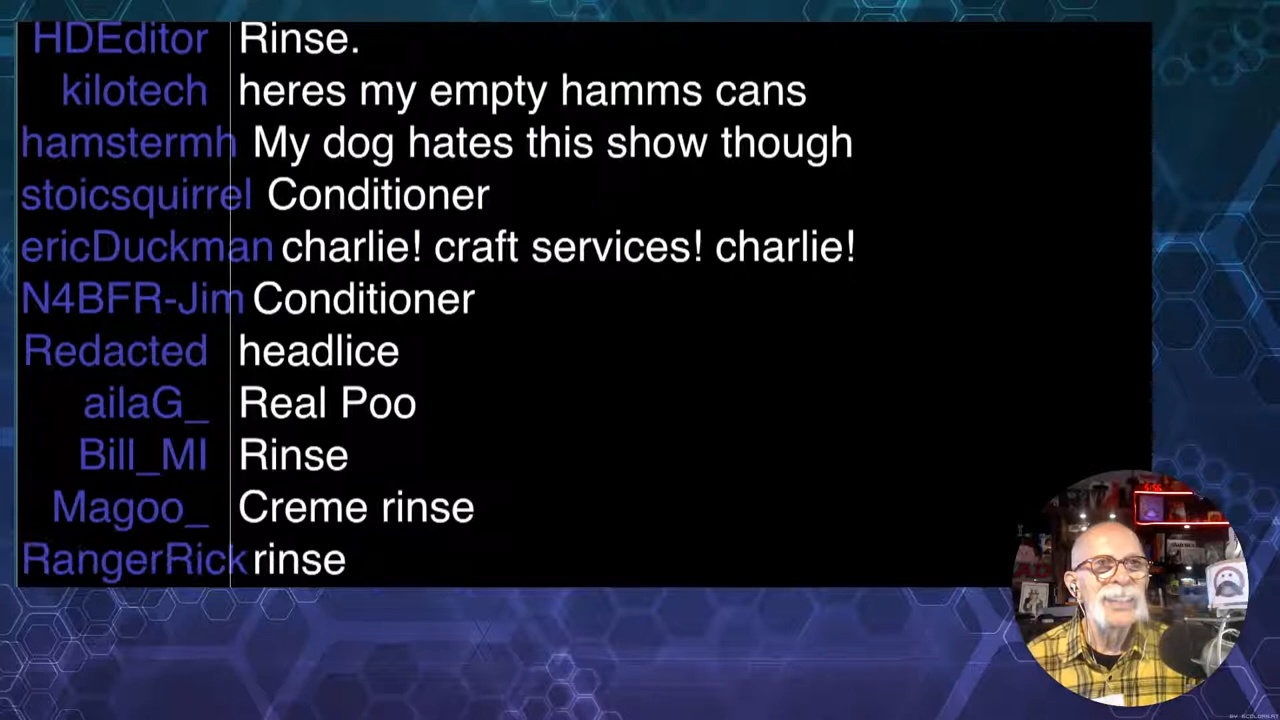 HDEditor Rinse.
kilotech heres my empty hamms cans
hamstermh My dog hates this show though
stoicsquirrel Conditioner
ericDuckman charlie! craft services! charlie!
N4BFR-Jim Conditioner
Redacted headlice
ailaG_ Real Poo
Bill_MI Rinse
Magoo_ Creme rinse
RangerRick rinse